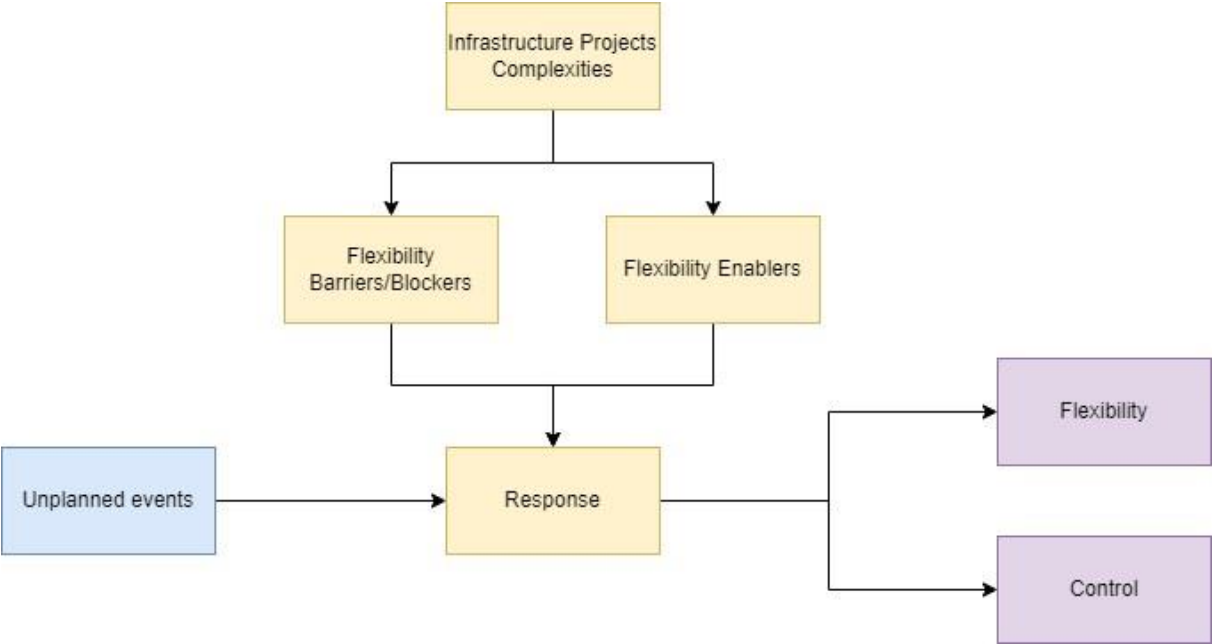 Infrastructure Projects
Complexities
Flexibility
Barriers/Blockers
Flexibility Enablers
Flexibility
Unplanned events
Response
Control